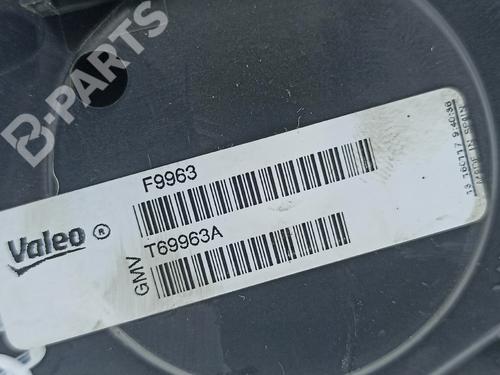 B-PARTS
F9963
Valeo ®
T69963A
GMV
MADE IN SPAIN